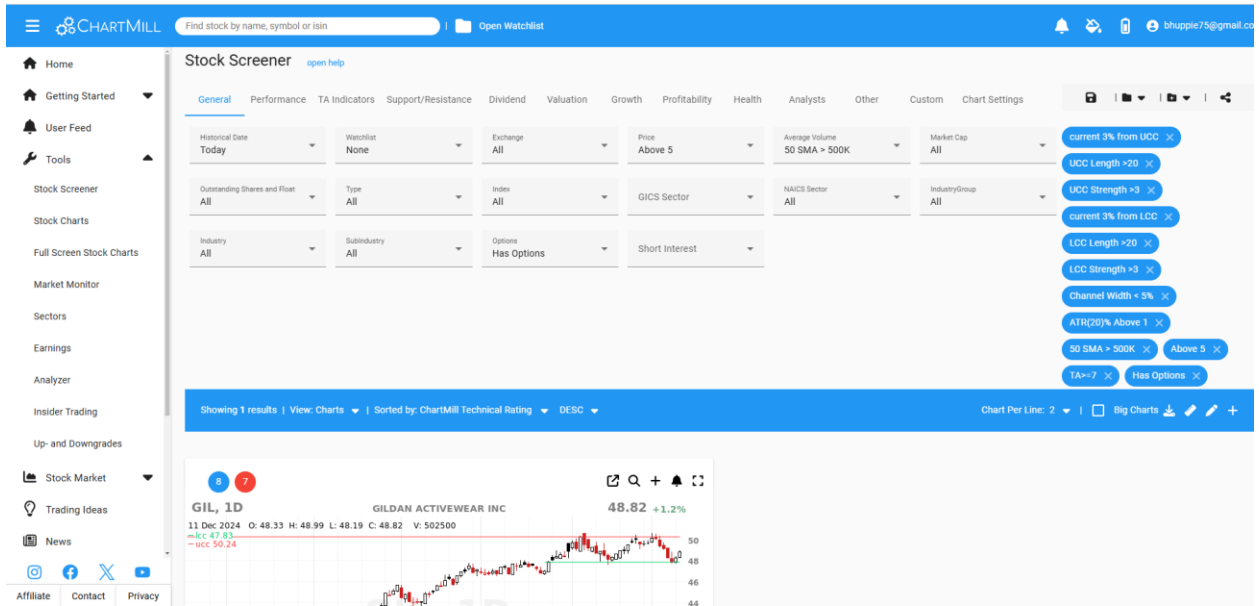 CHARTMILL
Find stock by name, symbol or isin
Open Watchlist
bhuppie75@gmail.co
Home
Getting Started
User Feed
Tools
Stock Screener
Stock Charts
Full Screen Stock Charts
Market Monitor
Sectors
Earnings
Analyzer
Insider Trading
Up- and Downgrades
Stock Market
Trading Ideas
News
Affiliate Contact Privacy
Stock Screener open help
General Performance TA Indicators Support/Resistance Dividend Valuation Growth Profitability Health Analysts Other Custom Chart Settings
Historical Date
Today
Watchlist
None
Exchange
All
Price
Above 5
Average Volume
50 SMA > 500K
Market Cap
All
Outstanding Shares and Float
All
Type
All
Index
All
GICS Sector
NAICS Sector
All
IndustryGroup
All
Industry
All
SubIndustry
All
Options
Has Options
Short Interest
current 3% from UCC ×
UCC Length >20 ×
UCC Strength >3 ×
current 3% from LCC ×
LCC Length >20 ×
LCC Strength >3 ×
Channel Width < 5% ×
ATR(20)% Above 1 ×
50 SMA > 500K × Above 5 ×
TA>=7 × Has Options ×
Showing 1 results | View: Charts | Sorted by: ChartMill Technical Rating DESC
Chart Per Line: 2 | Big Charts
8 7
GIL, 1D GILDAN ACTIVEWEAR INC 48.82 +1.2%
11 Dec 2024 O: 48.33 H: 48.99 L: 48.19 C: 48.82 V: 502500
lcc 47.83
ucc 50.24
50
48
46
44